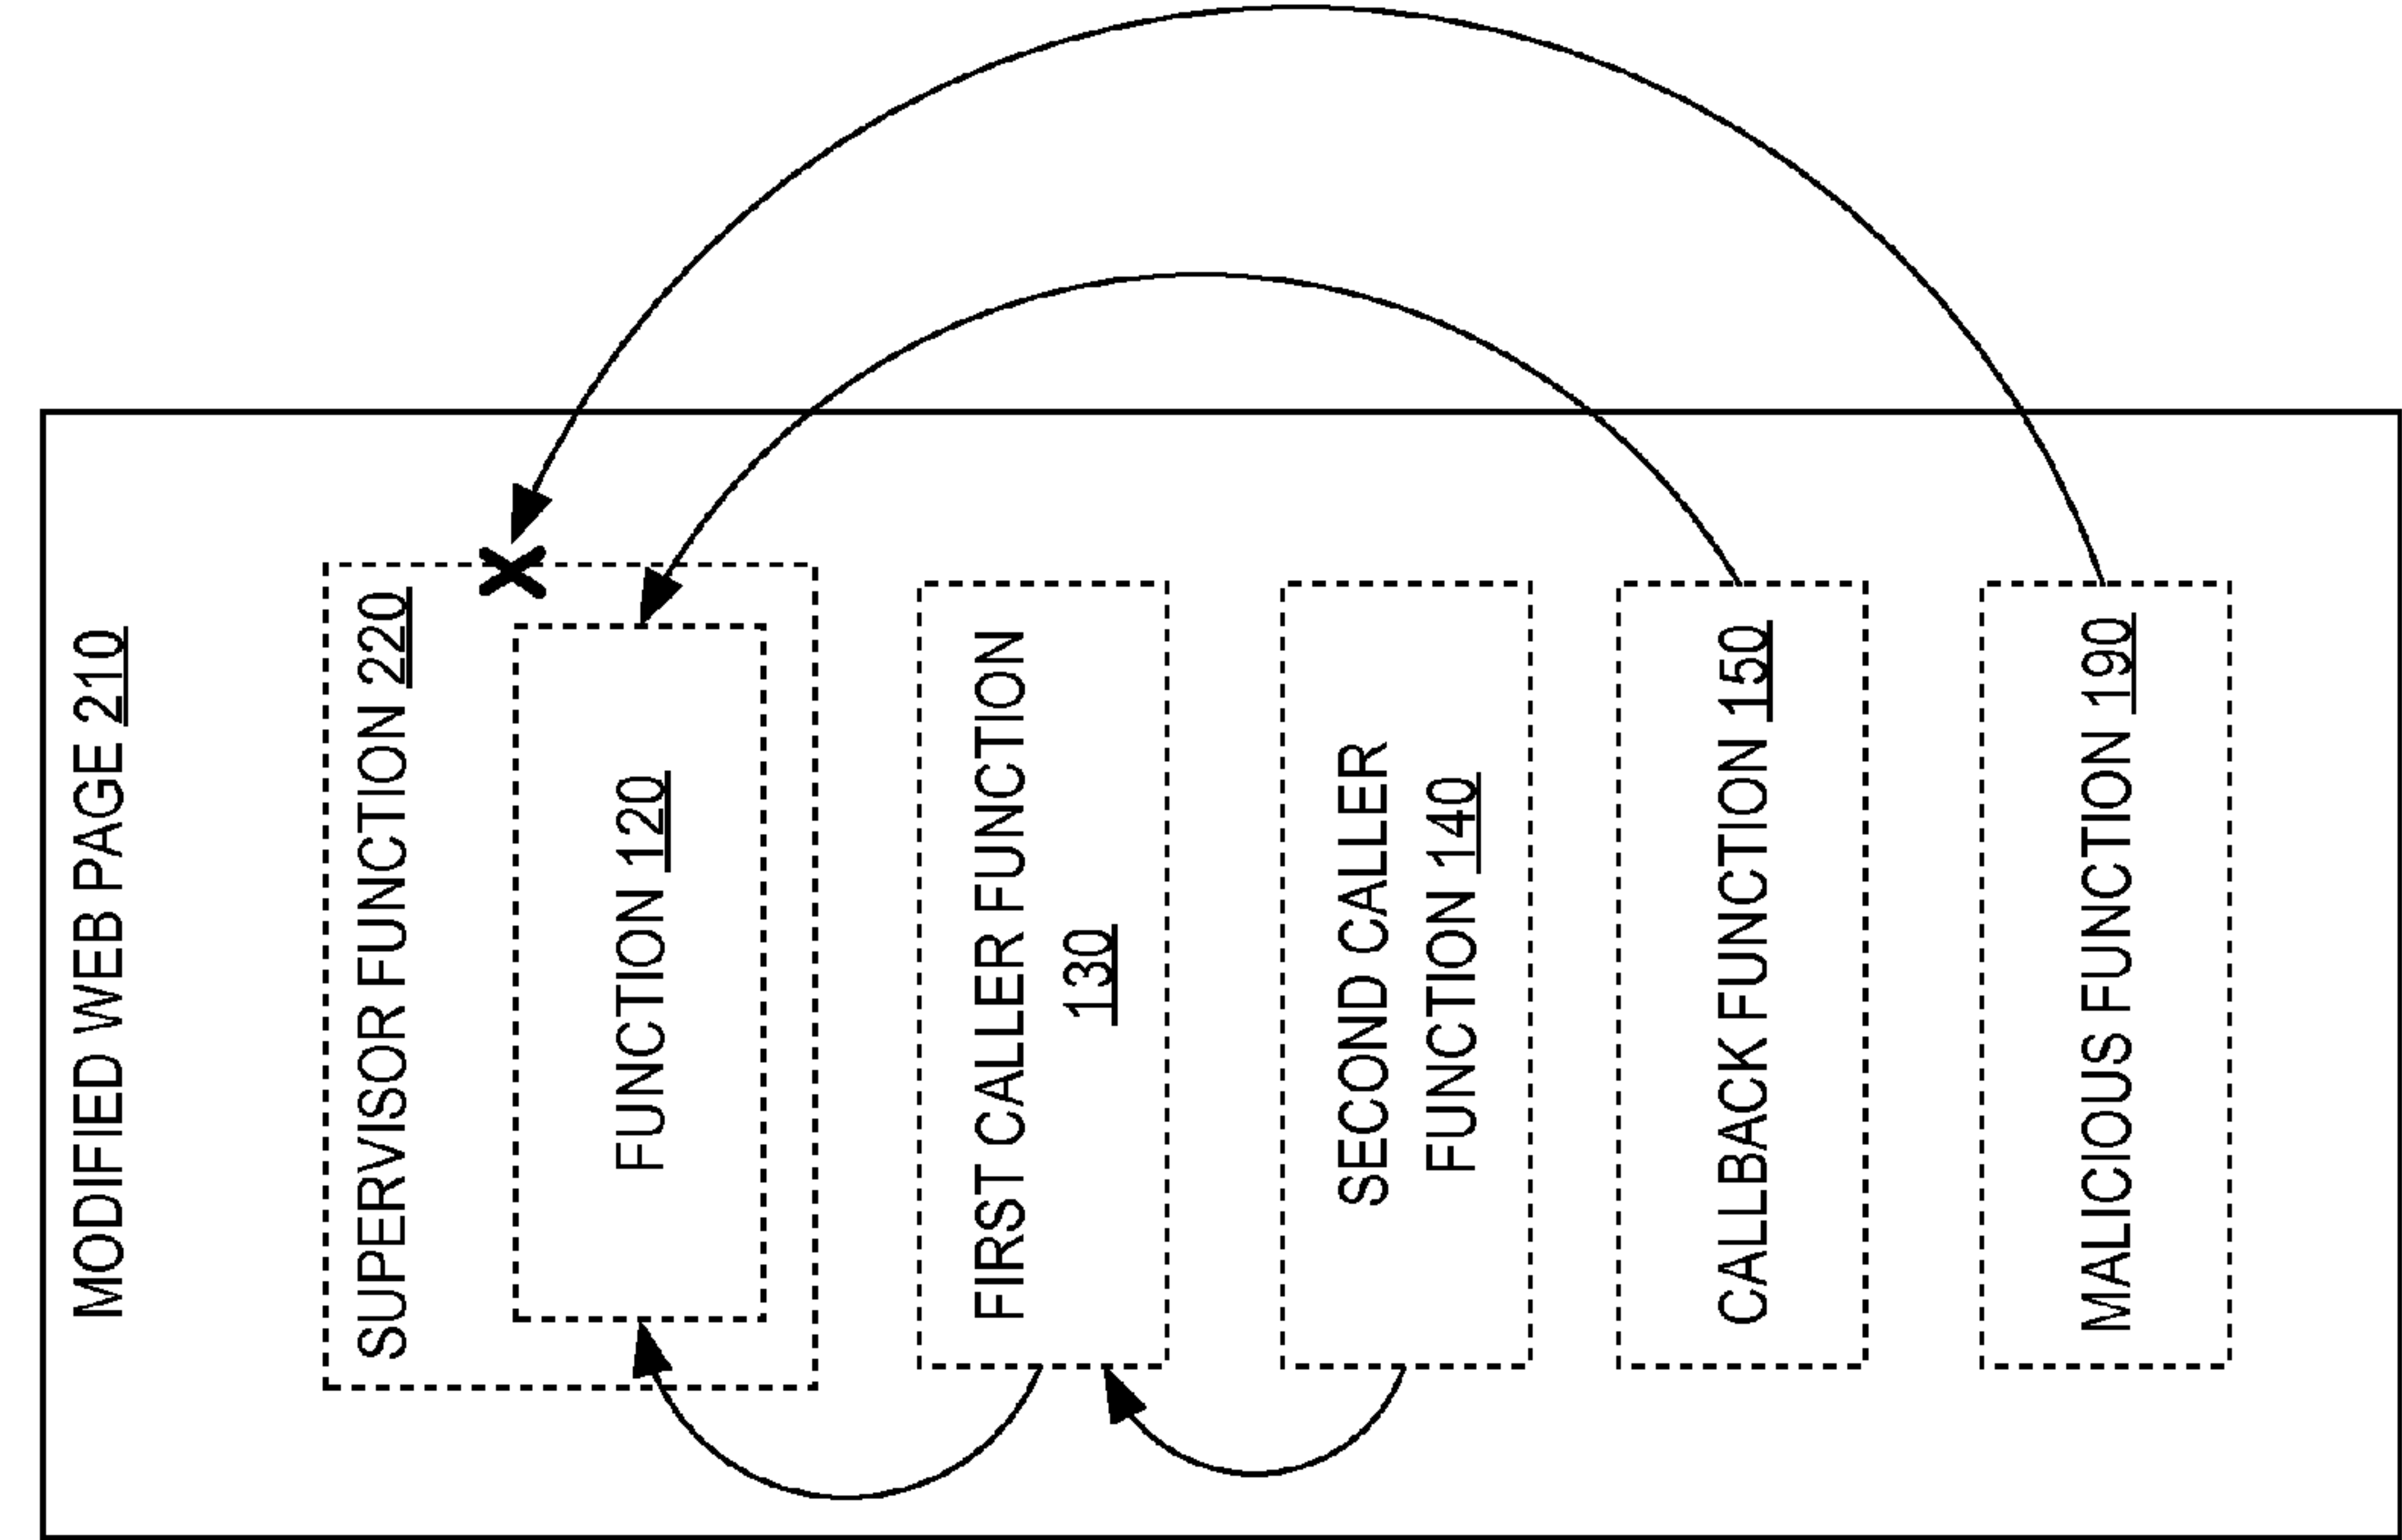 MODIFIED WEB PAGE 210
SUPERVISOR FUNCTION 220
FUNCTION 120
FIRST CALLER FUNCTION
130
SECOND CALLER
FUNCTION 140
CALLBACK FUNCTION 150
MALICIOUS FUNCTION 190